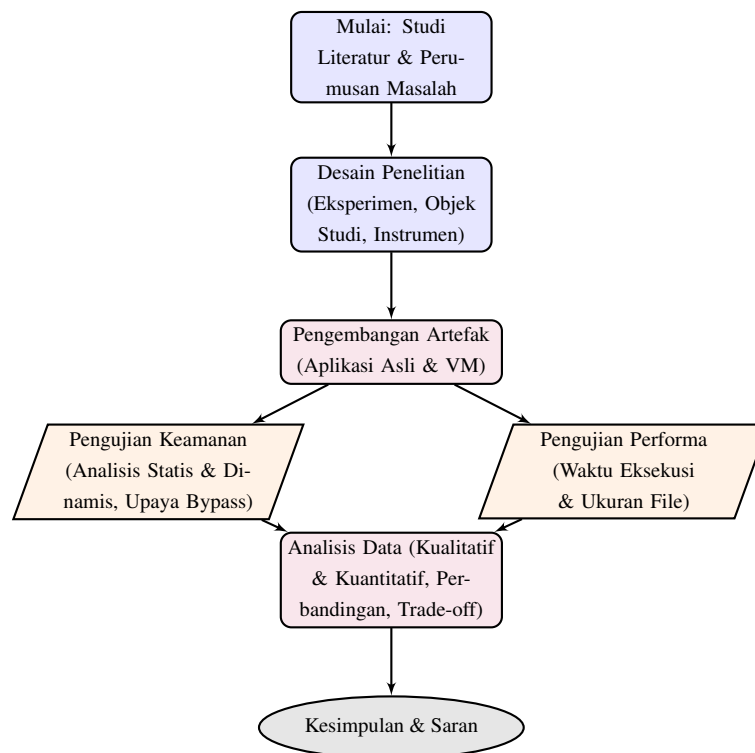 Mulai: Studi
Literatur & Peru-
musan Masalah
Desain Penelitian
(Eksperimen, Objek
Studi, Instrumen)
Pengembangan Artefak
(Aplikasi Asli & VM)
Pengujian Keamanan
(Analisis Statis & Di-
namis, Upaya Bypass)
Pengujian Performa
(Waktu Eksekusi
& Ukuran File)
Analisis Data (Kualitatif
& Kuantitatif, Per-
bandingan, Trade-off)
Kesimpulan & Saran